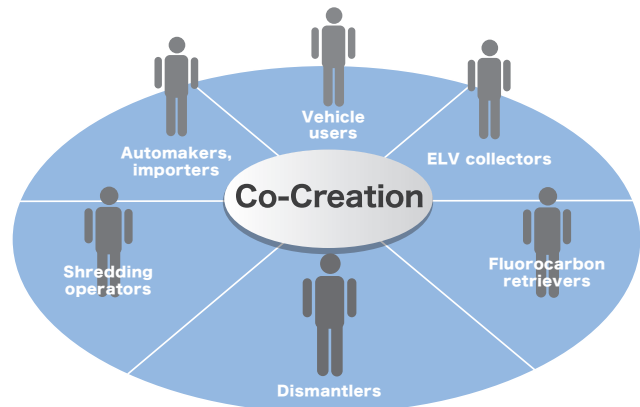 Vehicle
users
Automakers,
importers
ELV collectors
Co-Creation
Shredding
operators
Fluorocarbon
retrievers
Dismantlers